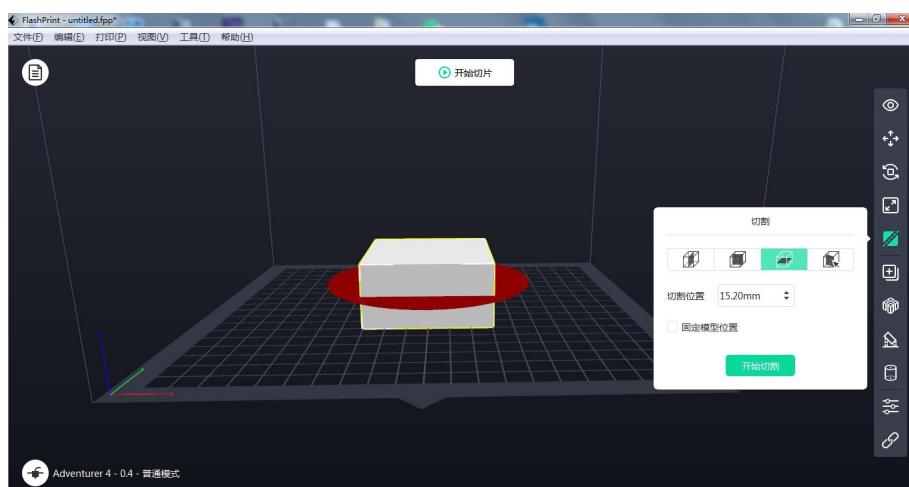 FlashPrint - untitled.fpp*
文件(F) 编辑(E) 打印(P) 视图(V) 工具(T) 帮助(H)
开始切片
切割
切割位置 15.20mm
固定模型位置
开始切割
Adventurer 4 - 0.4 - 普通模式